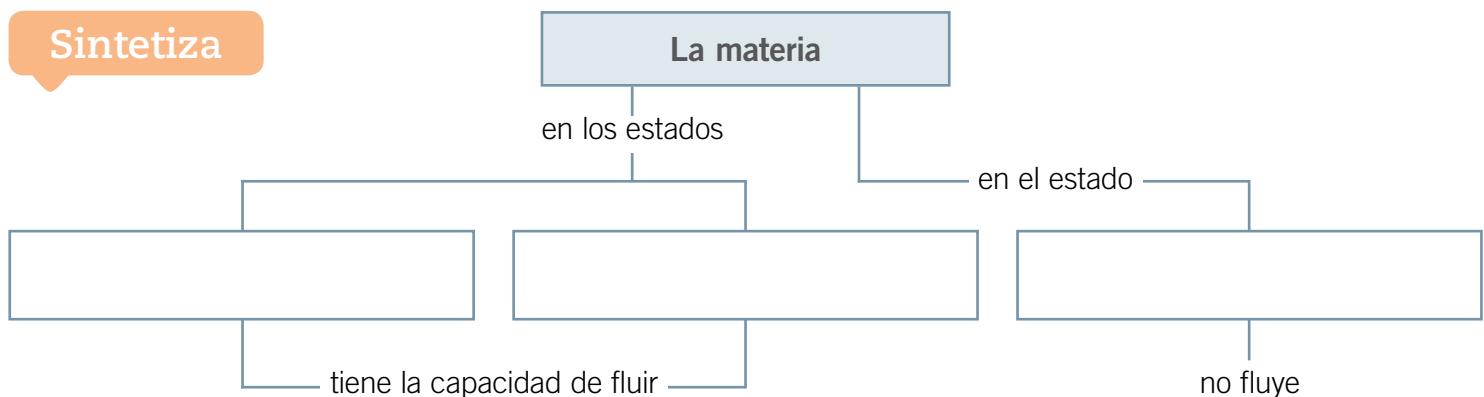 Sintetiza
La materia
en los estados
en el estado
tiene la capacidad de fluir
no fluye